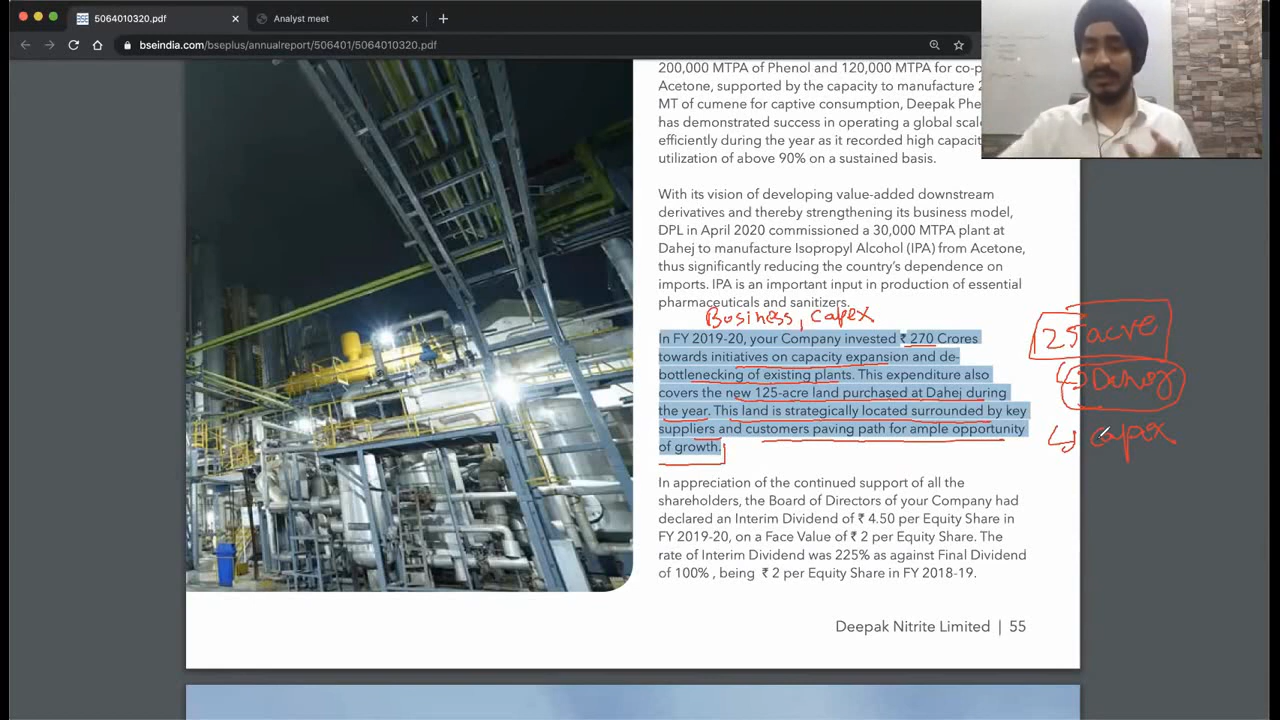 5064010320.pdf
Analyst meet
bseindia.com/bseplus/annualreport/506401/5064010320.pdf
200,000 MTPA of Phenol and 120,000 MTPA for co-p
Acetone, supported by the capacity to manufacture 2
MT of cumene for captive consumption, Deepak Phe
has demonstrated success in operating a global scale
efficiently during the year as it recorded high capacit
utilization of above 90% on a sustained basis.
With its vision of developing value-added downstream
derivatives and thereby strengthening its business model,
DPL in April 2020 commissioned a 30,000 MTPA plant at
Dahej to manufacture Isopropyl Alcohol (IPA) from Acetone,
thus significantly reducing the country's dependence on
imports. IPA is an important input in production of essential
pharmaceuticals and sanitizers.
Business, capex
In FY 2019-20, your Company invested ₹ 270 Crores
towards initiatives on capacity expansion and de-
bottlenecking of existing plants. This expenditure also
covers the new 125-acre land purchased at Dahej during
the year. This land is strategically located surrounded by key
suppliers and customers paving path for ample opportunity
of growth.
125 acre
Dahej
capex
In appreciation of the continued support of all the
shareholders, the Board of Directors of your Company had
declared an Interim Dividend of ₹ 4.50 per Equity Share in
FY 2019-20, on a Face Value of ₹ 2 per Equity Share. The
rate of Interim Dividend was 225% as against Final Dividend
of 100% , being ₹ 2 per Equity Share in FY 2018-19.
Deepak Nitrite Limited | 55